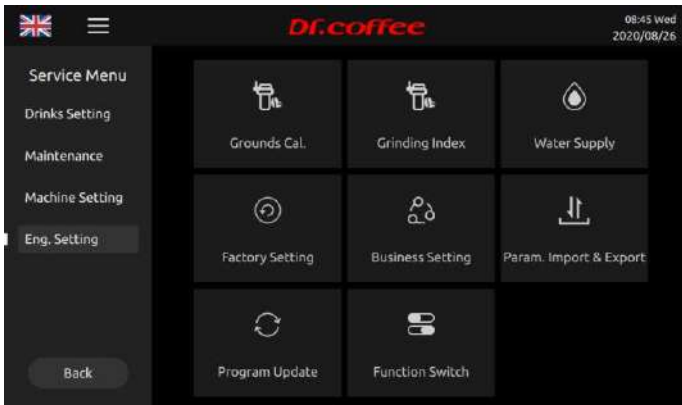 Dr.coffee
08:45 Wed
2020/08/26
Service Menu
Drinks Setting
Maintenance
Machine Setting
Eng. Setting
Back
Grounds Cal.
Grinding Index
Water Supply
Factory Setting
Business Setting
Param. Import & Export
Program Update
Function Switch